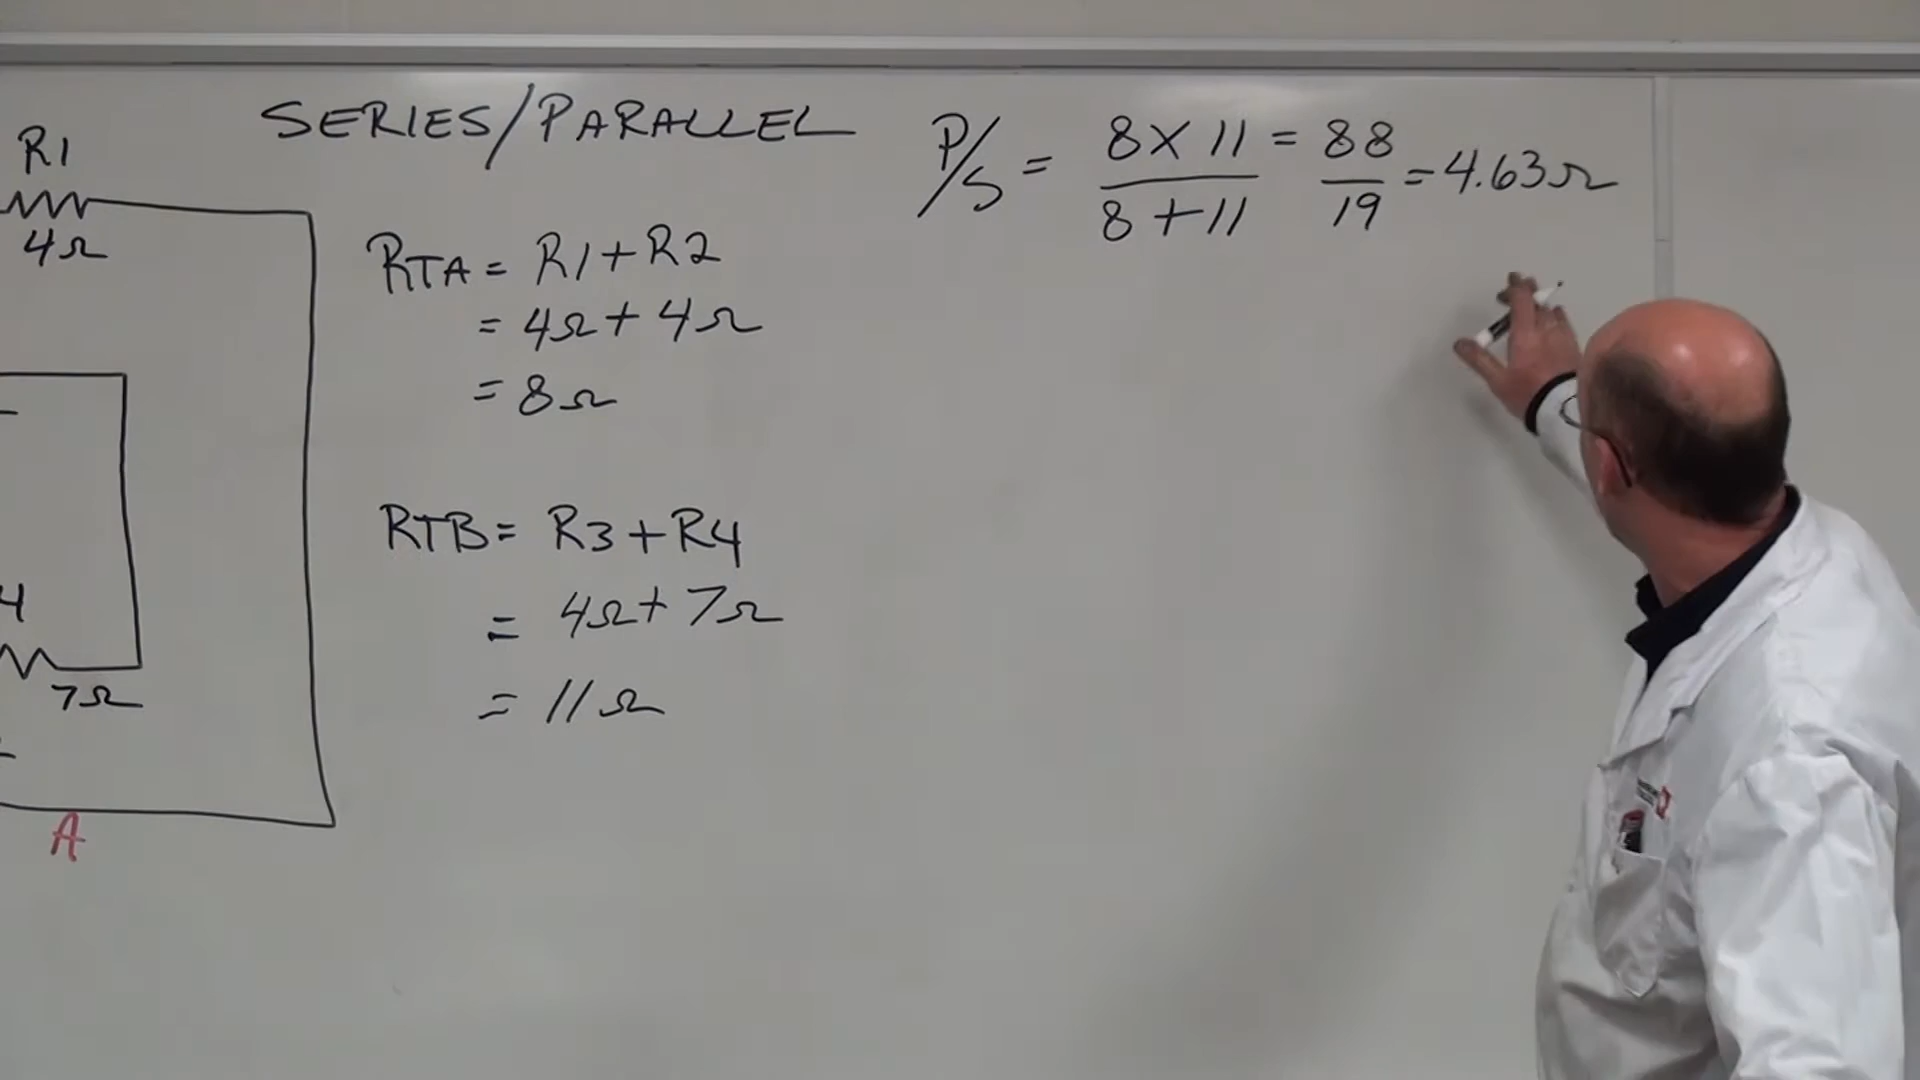 SERIES/PARALLEL
R1
4Ω
RTA = R1+R2
= 4Ω + 4Ω
= 8Ω
RTB = R3+R4
= 4Ω + 7Ω
= 11Ω
4
7Ω
A
P/S = 8 x 11 = 88 = 4.63Ω
8 + 11 19